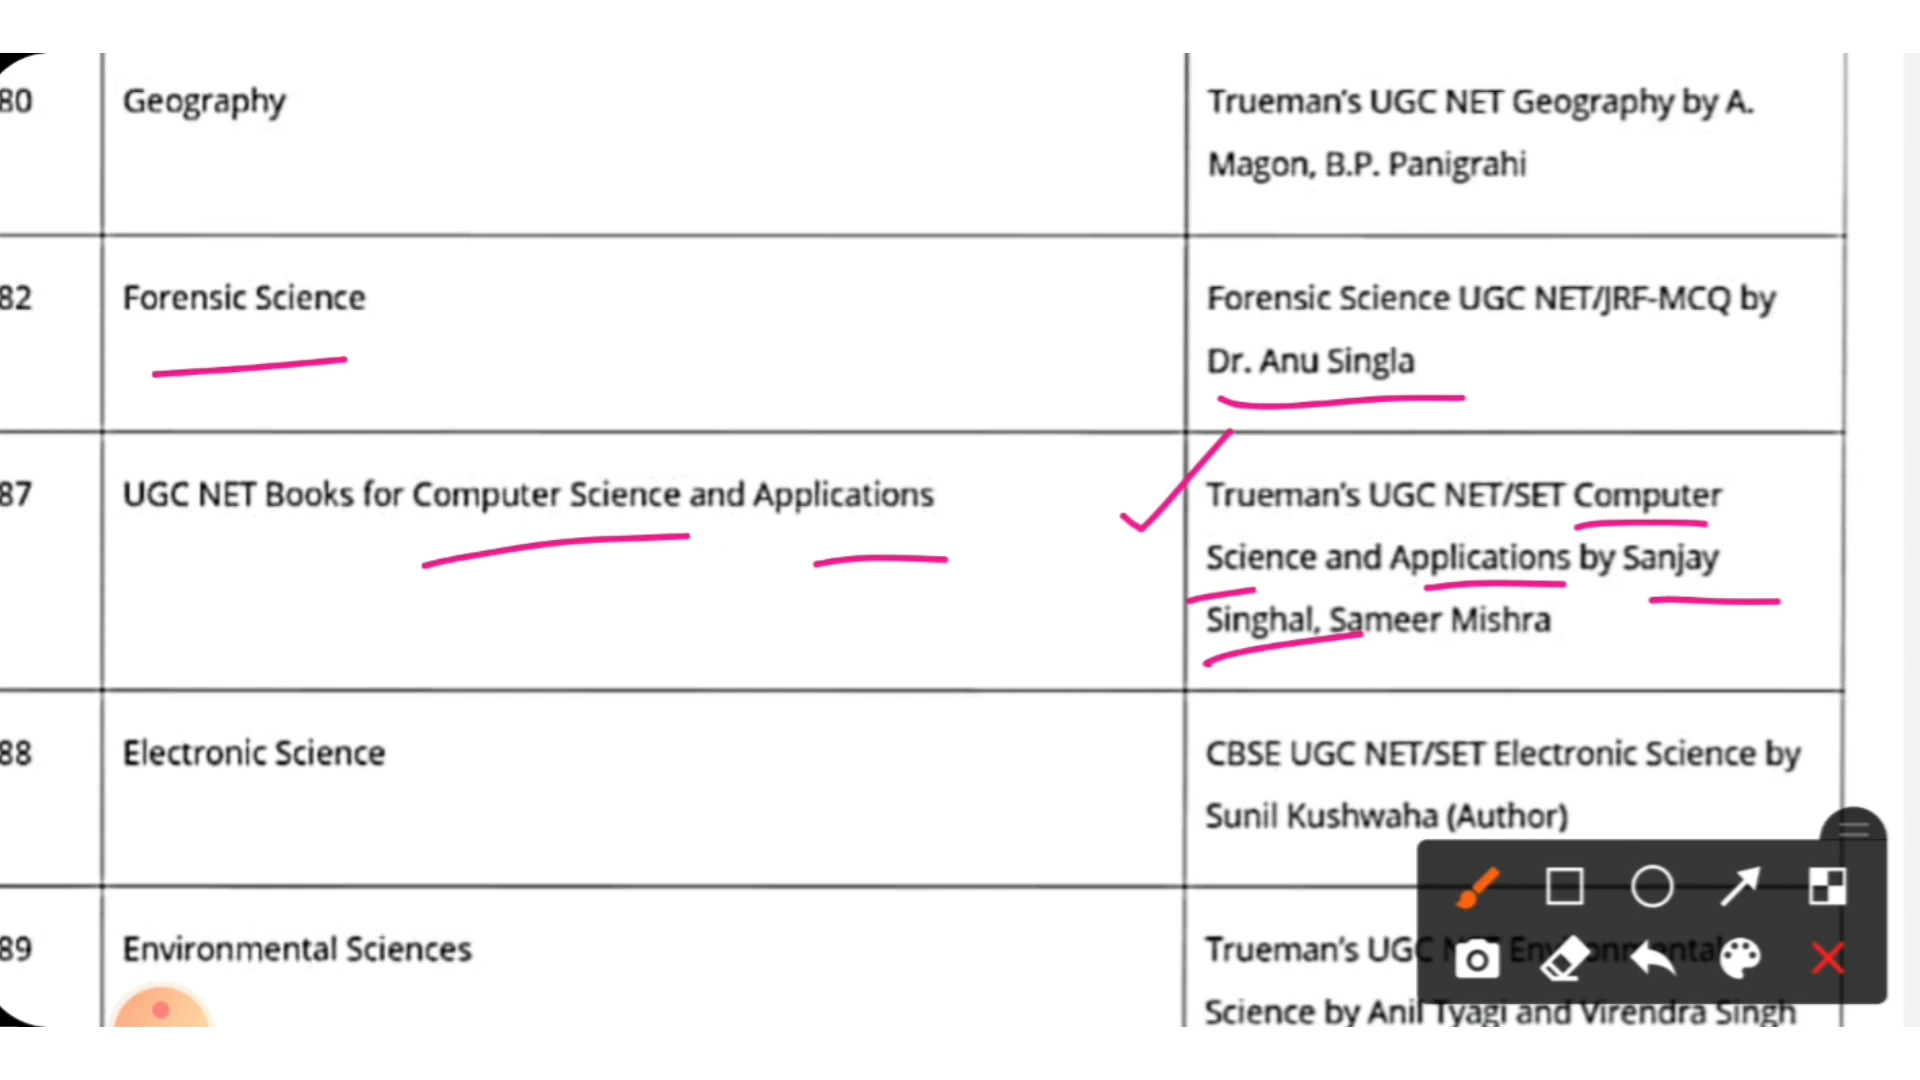 80 Geography Trueman's UGC NET Geography by A.
Magon, B.P. Panigrahi
82 Forensic Science Forensic Science UGC NET/JRF-MCQ by
Dr. Anu Singla
87 UGC NET Books for Computer Science and Applications Trueman's UGC NET/SET Computer
Science and Applications by Sanjay
Singhal, Sameer Mishra
88 Electronic Science CBSE UGC NET/SET Electronic Science by
Sunil Kushwaha (Author)
89 Environmental Sciences Trueman's UGC NET Environmental
Science by Anil Tyagi and Virendra Singh